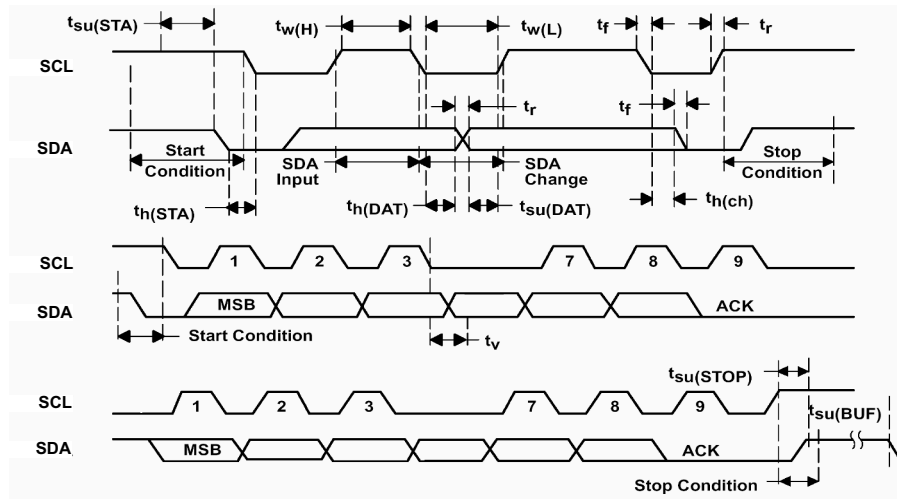 tsu(STA) tw(H) tw(L) tf tr
SCL
tr tf
SDA
Start Condition SDA Input SDA Change Stop Condition
th(STA) th(DAT) tsu(DAT) th(ch)
SCL 1 2 3 7 8 9
SDA MSB ACK
Start Condition tv
tsu(STOP)
SCL 1 2 3 7 8 9
tsu(BUF)
SDA MSB ACK
Stop Condition